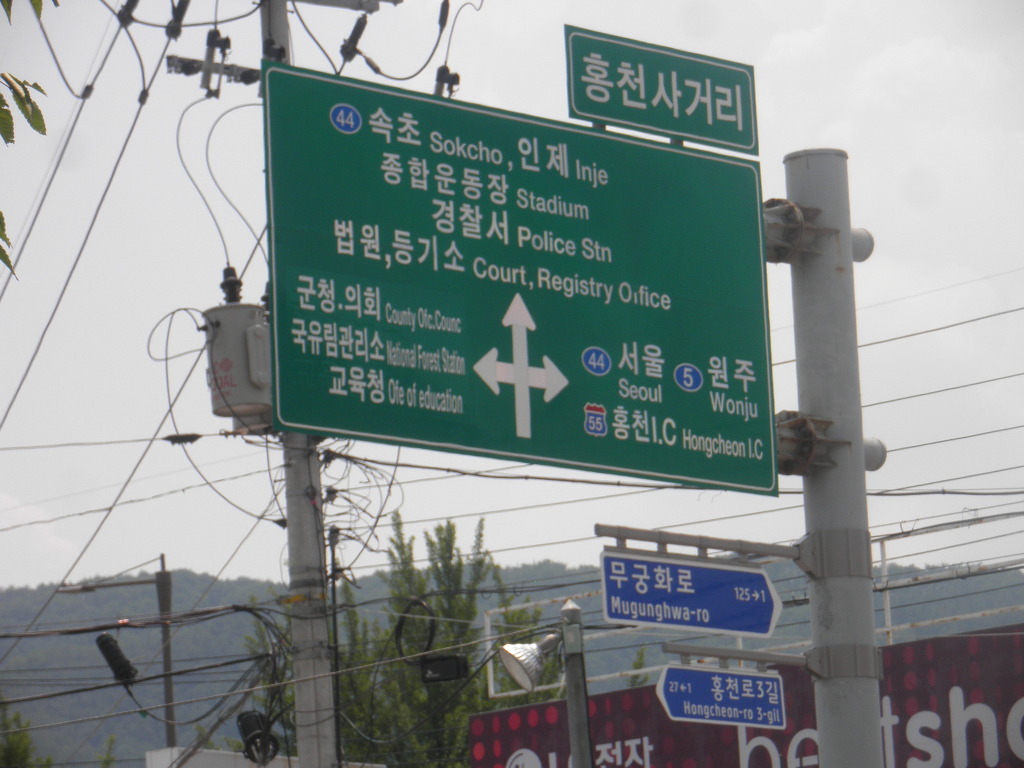 홍천사거리
44 속초 Sokcho, 인제 Inje
종합운동장 Stadium
경찰서 Police Stn
법원,등기소 Court, Registry Office
군청.의회 County Ofc.Counc
국유림관리소 National Forest Station
교육청 Ofe of education
44 서울 5 원주
Seoul Wonju
55 홍천I.C Hongcheon I.C
무궁화로 125→1
Mugunghwa-ro
27←1 홍천로3길
Hongcheon-ro 3-gil
전자